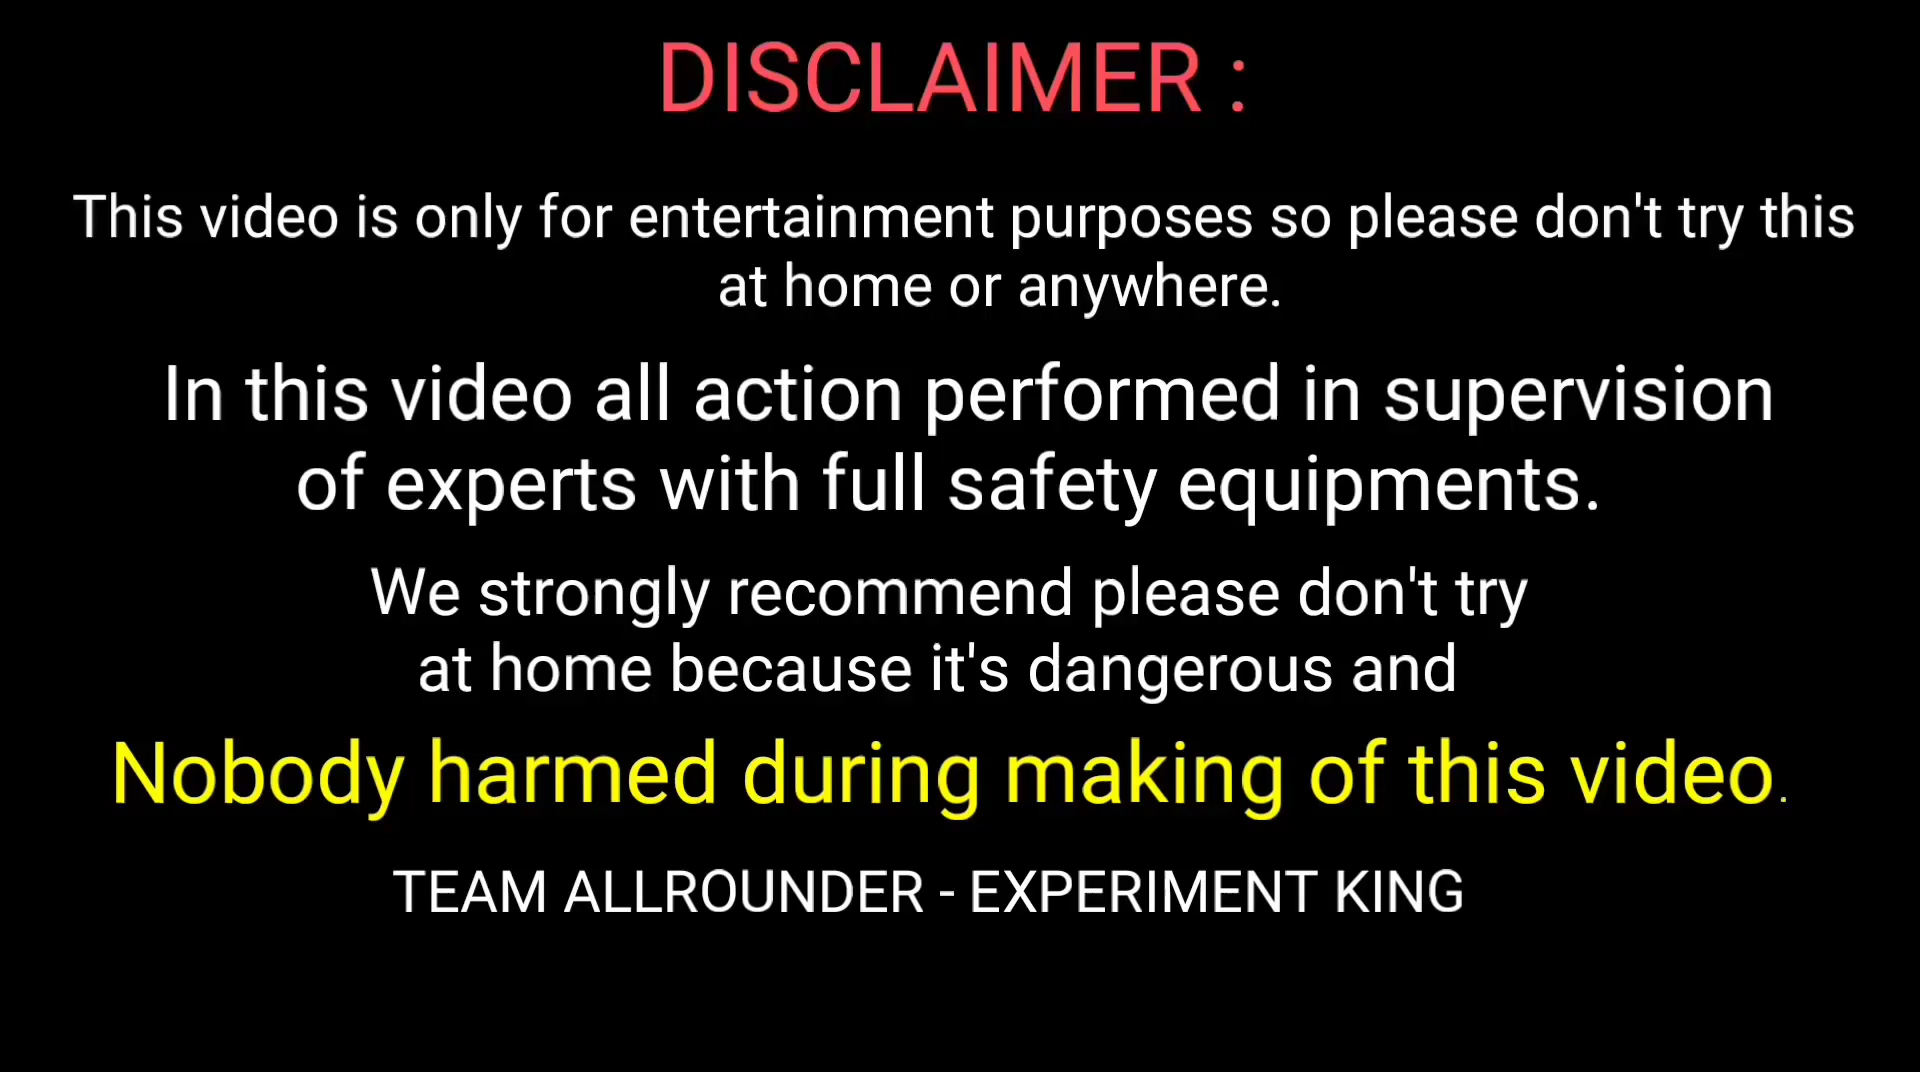 DISCLAIMER :
This video is only for entertainment purposes so please don't try this
at home or anywhere.
In this video all action performed in supervision
of experts with full safety equipments.
We strongly recommend please don't try
at home because it's dangerous and
Nobody harmed during making of this video.
TEAM ALLROUNDER - EXPERIMENT KING